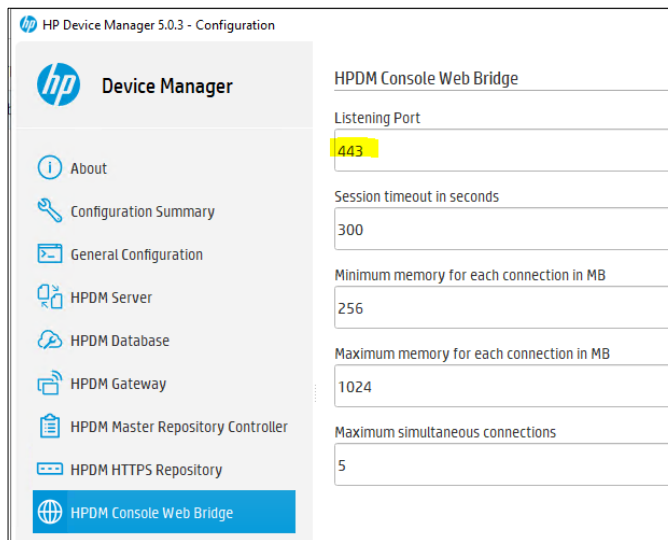 HP Device Manager 5.0.3 - Configuration
hp
Device Manager
About
Configuration Summary
General Configuration
HPDM Server
HPDM Database
HPDM Gateway
HPDM Master Repository Controller
HPDM HTTPS Repository
HPDM Console Web Bridge
HPDM Console Web Bridge
Listening Port
443
Session timeout in seconds
300
Minimum memory for each connection in MB
256
Maximum memory for each connection in MB
1024
Maximum simultaneous connections
5